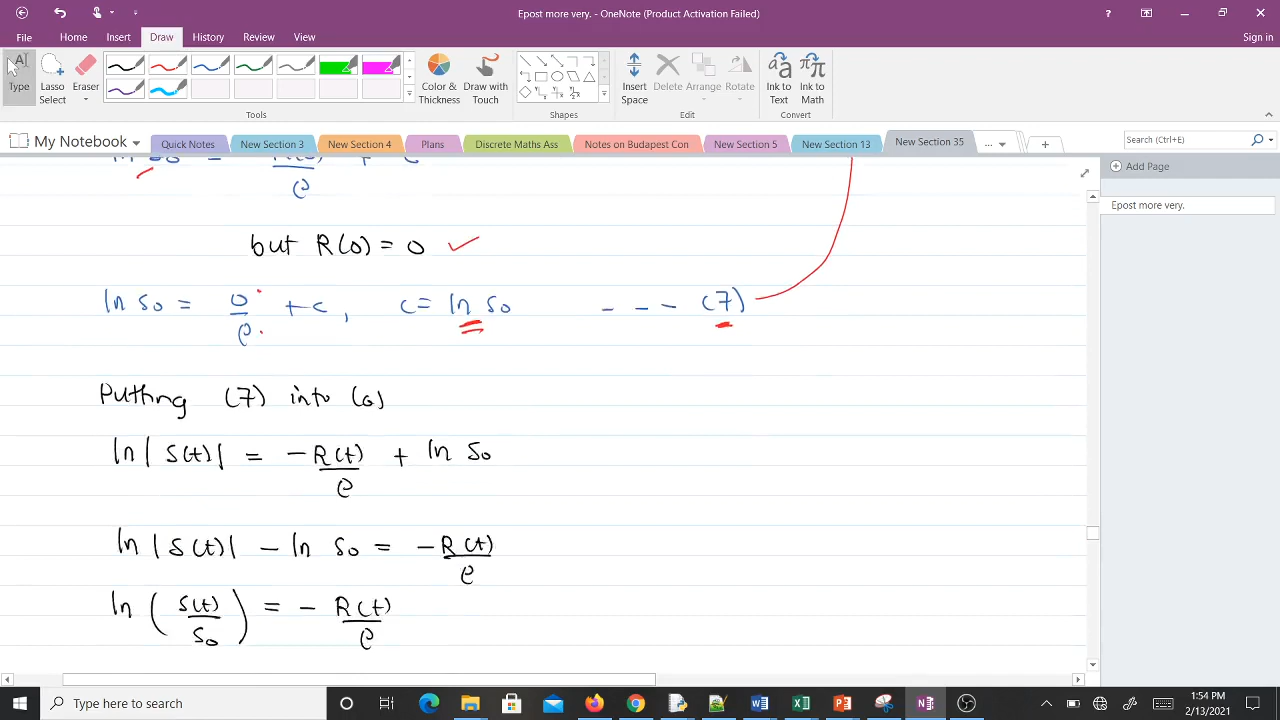 Epost more very. - OneNote (Product Activation Failed)
File Home Insert Draw History Review View Sign in
Type Lasso Select Eraser Color & Thickness Draw with Touch Insert Space Delete Arrange Rotate Ink to Text Ink to Math
Tools Shapes Edit Convert
My Notebook Quick Notes New Section 3 New Section 4 Plans Discrete Maths Ass Notes on Budapest Con New Section 5 New Section 13 New Section 35 ... Search (Ctrl+E)
Add Page
Epost more very.
ρ
but R(0) = 0 ✓
ln S0 = 0/ρ + c, c = ln S0 - - - (7)
Putting (7) into (6)
ln |S(t)| = -R(t)/ρ + ln S0
ln |S(t)| - ln S0 = -R(t)/ρ
ln (S(t)/S0) = - R(t)/ρ
Type here to search
1:54 PM
2/13/2021